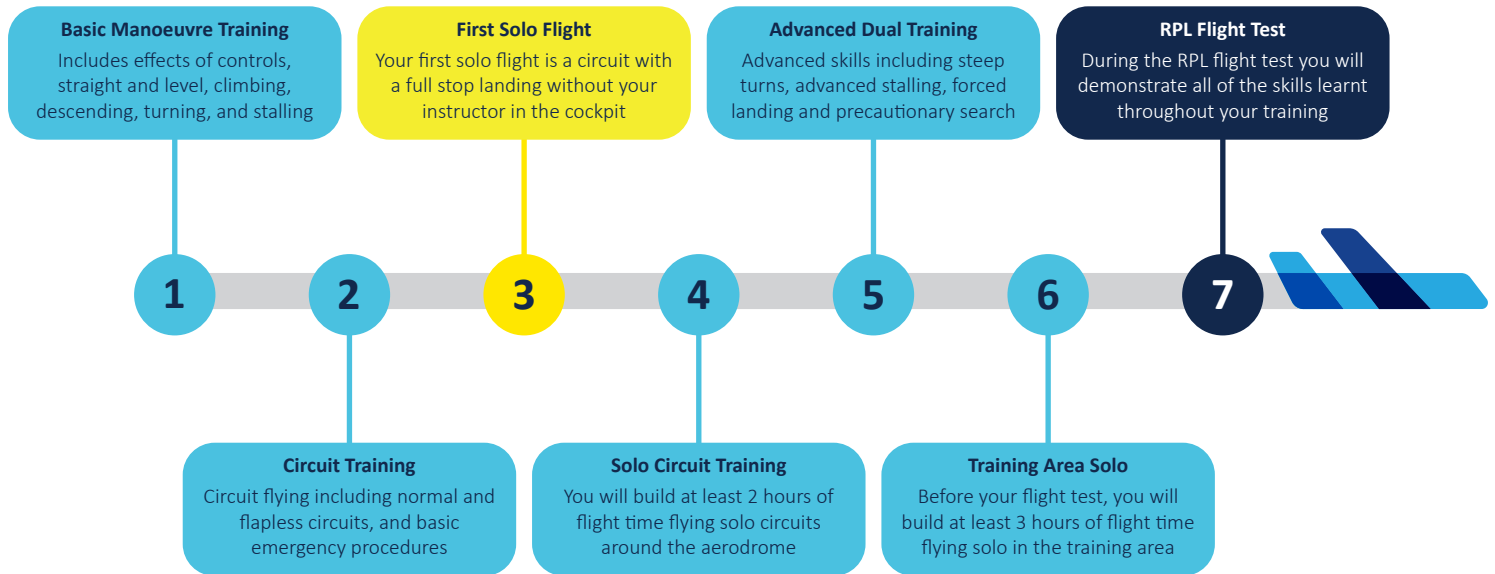 Basic Manoeuvre Training
Includes effects of controls,
straight and level, climbing,
descending, turning, and stalling
First Solo Flight
Your first solo flight is a circuit with
a full stop landing without your
instructor in the cockpit
Advanced Dual Training
Advanced skills including steep
turns, advanced stalling, forced
landing and precautionary search
RPL Flight Test
During the RPL flight test you will
demonstrate all of the skills learnt
throughout your training
1
2
3
4
5
6
7
Circuit Training
Circuit flying including normal and
flapless circuits, and basic
emergency procedures
Solo Circuit Training
You will build at least 2 hours of
flight time flying solo circuits
around the aerodrome
Training Area Solo
Before your flight test, you will
build at least 3 hours of flight time
flying solo in the training area